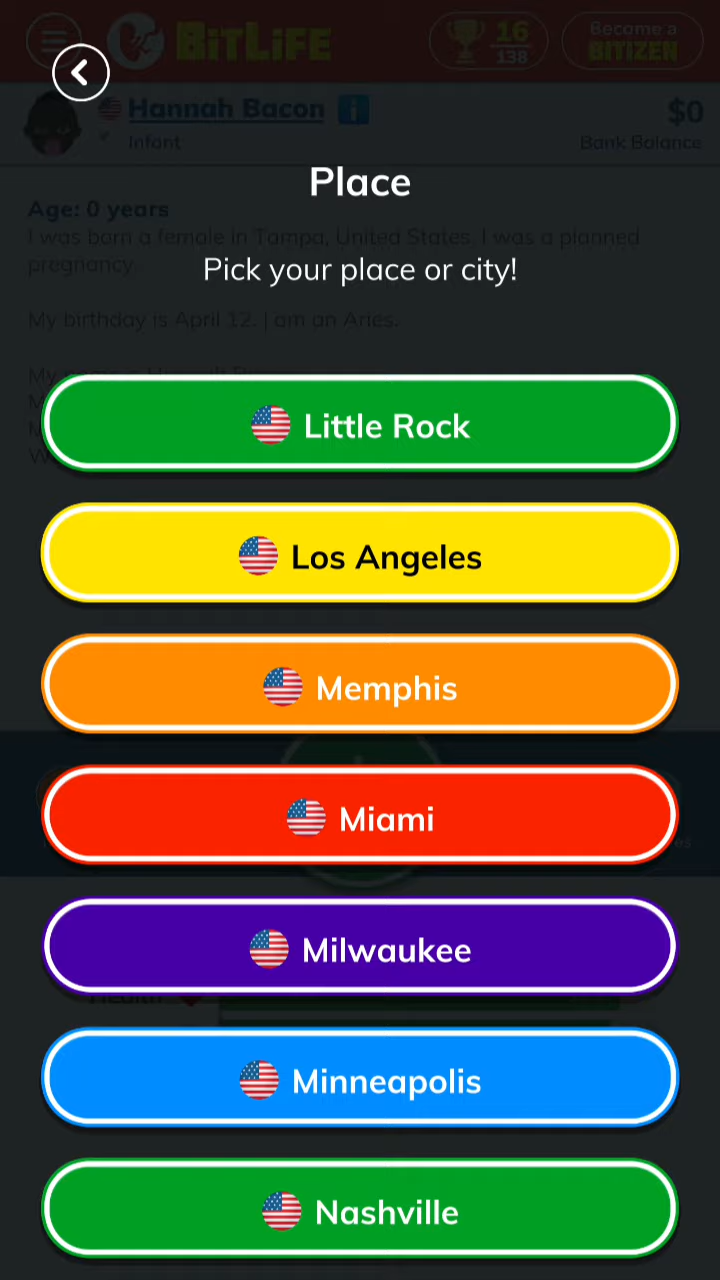 BitLife
16
138
Become a
BITIZEN
Hannah Bacon
$0
Infant
Bank Balance
Place
Age: 0 years
I was born a female in Tampa, United States. I was a planned
pregnancy.
Pick your place or city!
My birthday is April 12. I am an Aries.
Little Rock
Los Angeles
Memphis
Miami
Milwaukee
Health
Minneapolis
Nashville